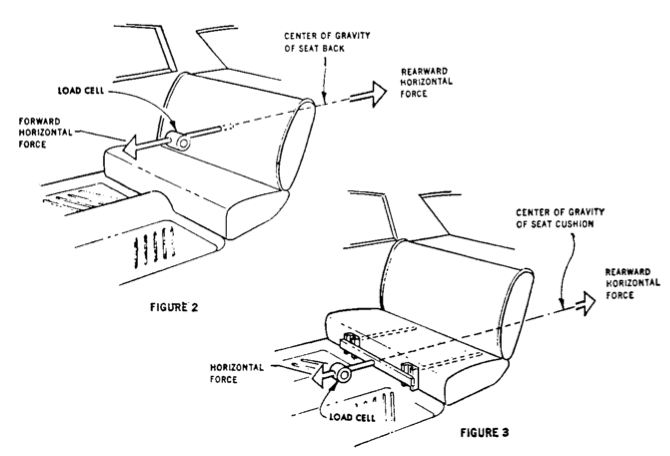 CENTER OF GRAVITY
OF SEAT BACK
LOAD CELL
REARWARD
HORIZONTAL
FORCE
FORWARD
HORIZONTAL
FORCE
FIGURE 2
CENTER OF GRAVITY
OF SEAT CUSHION
REARWARD
HORIZONTAL
FORCE
HORIZONTAL
FORCE
LOAD CELL
FIGURE 3